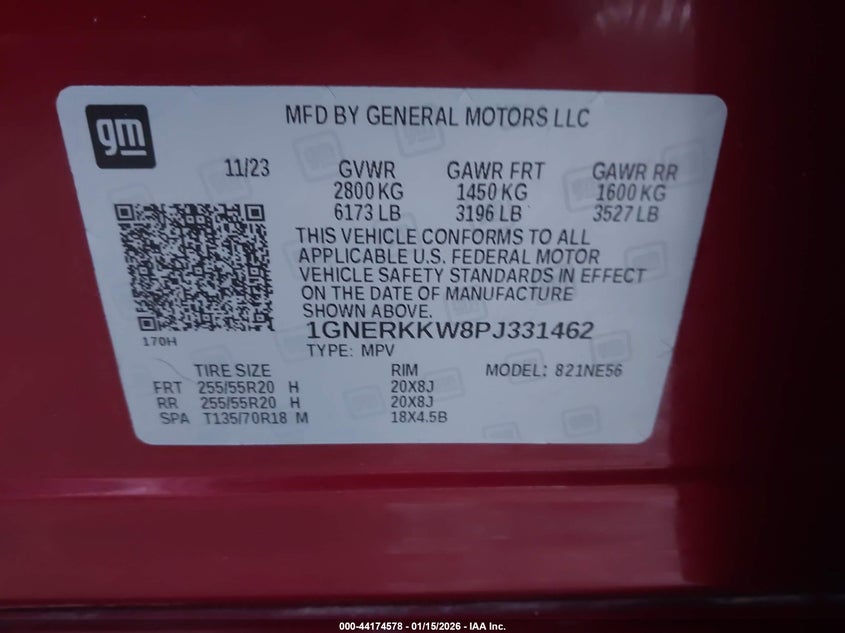 gm
MFD BY GENERAL MOTORS LLC
11/23 GVWR GAWR FRT GAWR RR
2800 KG 1450 KG 1600 KG
6173 LB 3196 LB 3527 LB
THIS VEHICLE CONFORMS TO ALL
APPLICABLE U.S. FEDERAL MOTOR
VEHICLE SAFETY STANDARDS IN EFFECT
ON THE DATE OF MANUFACTURE
SHOWN ABOVE.
1GNERKKW8PJ331462
170H
TYPE: MPV
TIRE SIZE RIM MODEL: 821NE56
FRT 255/55R20 H 20X8J
RR 255/55R20 H 20X8J
SPA T135/70R18 M 18X4.5B
000-44174578 - 01/15/2026 - IAA Inc.